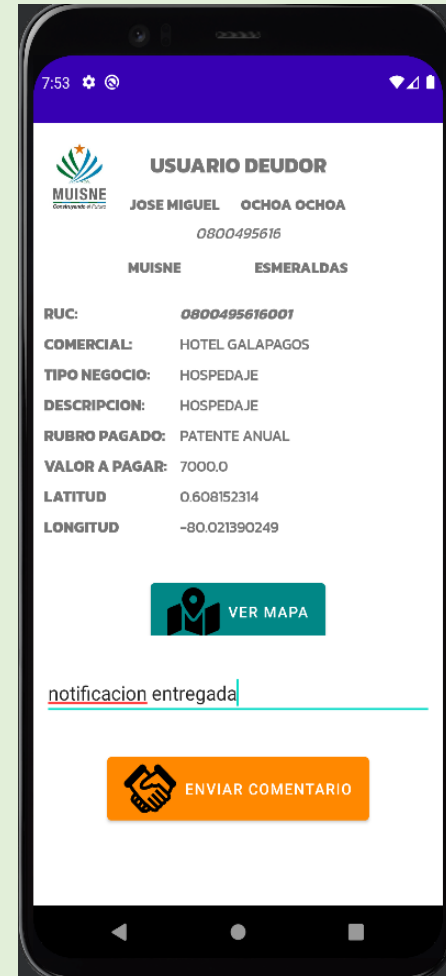 7:53
USUARIO DEUDOR
MUISNE
JOSE MIGUEL OCHOA OCHOA
0800495616
MUISNE ESMERALDAS
RUC: 0800495616001
COMERCIAL: HOTEL GALAPAGOS
TIPO NEGOCIO: HOSPEDAJE
DESCRIPCION: HOSPEDAJE
RUBRO PAGADO: PATENTE ANUAL
VALOR A PAGAR: 7000.0
LATITUD 0.608152314
LONGITUD -80.021390249
VER MAPA
notificacion entregada
ENVIAR COMENTARIO